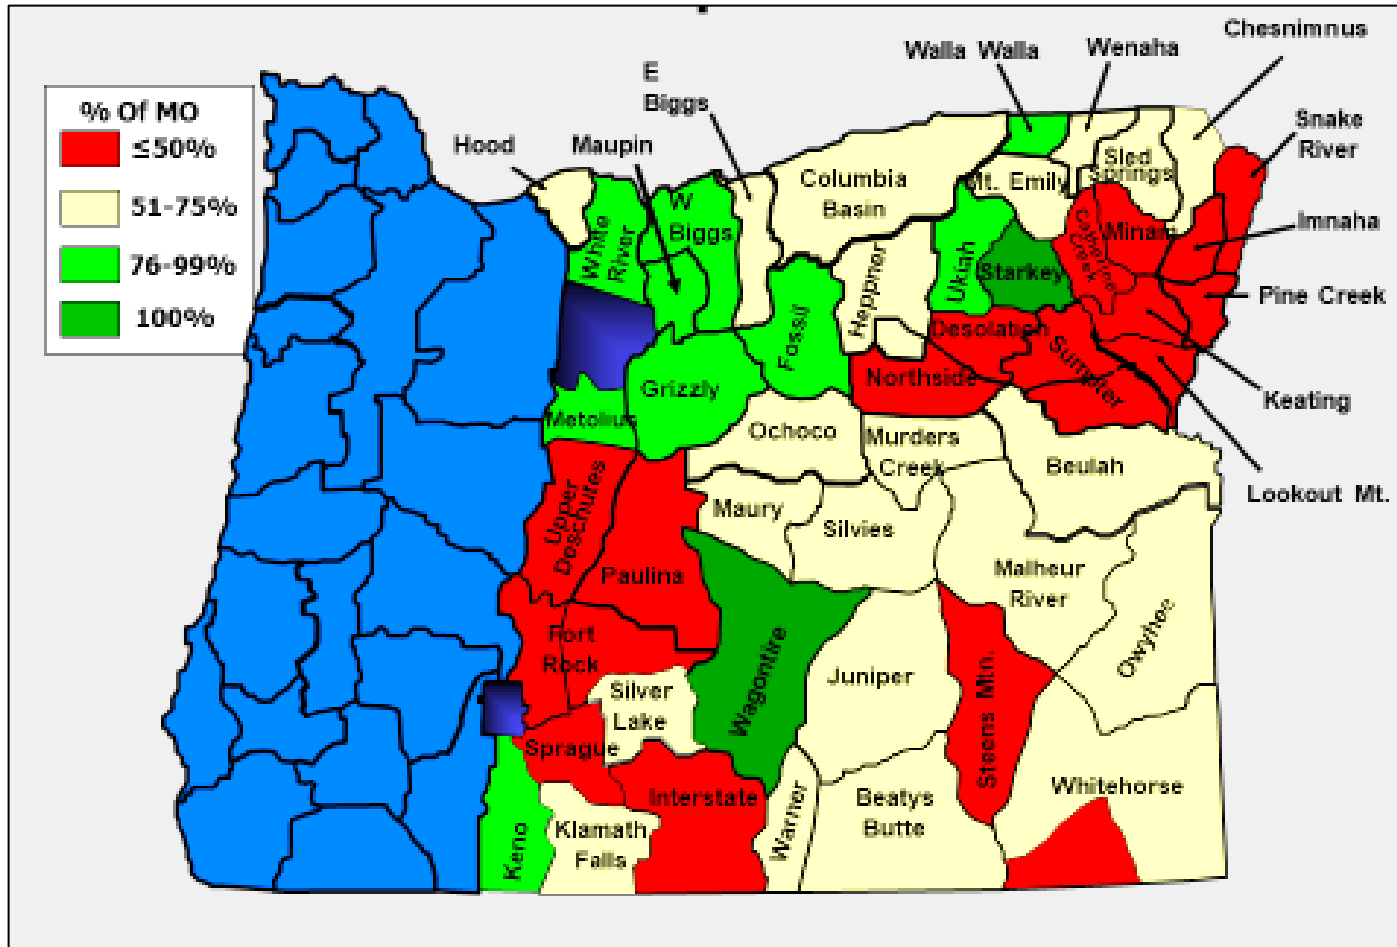 % Of MO
≤50%
51-75%
76-99%
100%
Hood
Maupin
E
Biggs
Walla Walla
Wenaha
Chesnimnus
Snake
River
Imnaha
Pine Creek
Keating
Lookout Mt.
White
River
W
Biggs
Columbia
Basin
Mt. Emily
Sled
Springs
Catherine
Creek
Minam
Ukiah
Starkey
Heppner
Fossil
Desolation
Northside
Sumpter
Grizzly
Metolius
Ochoco
Murders
Creek
Beulah
Upper
Deschutes
Paulina
Maury
Silvies
Malheur
River
Owyhee
Fort
Rock
Silver
Lake
Wagontire
Juniper
Steens Mtn.
Sprague
Interstate
Warner
Beatys
Butte
Whitehorse
Keno
Klamath
Falls